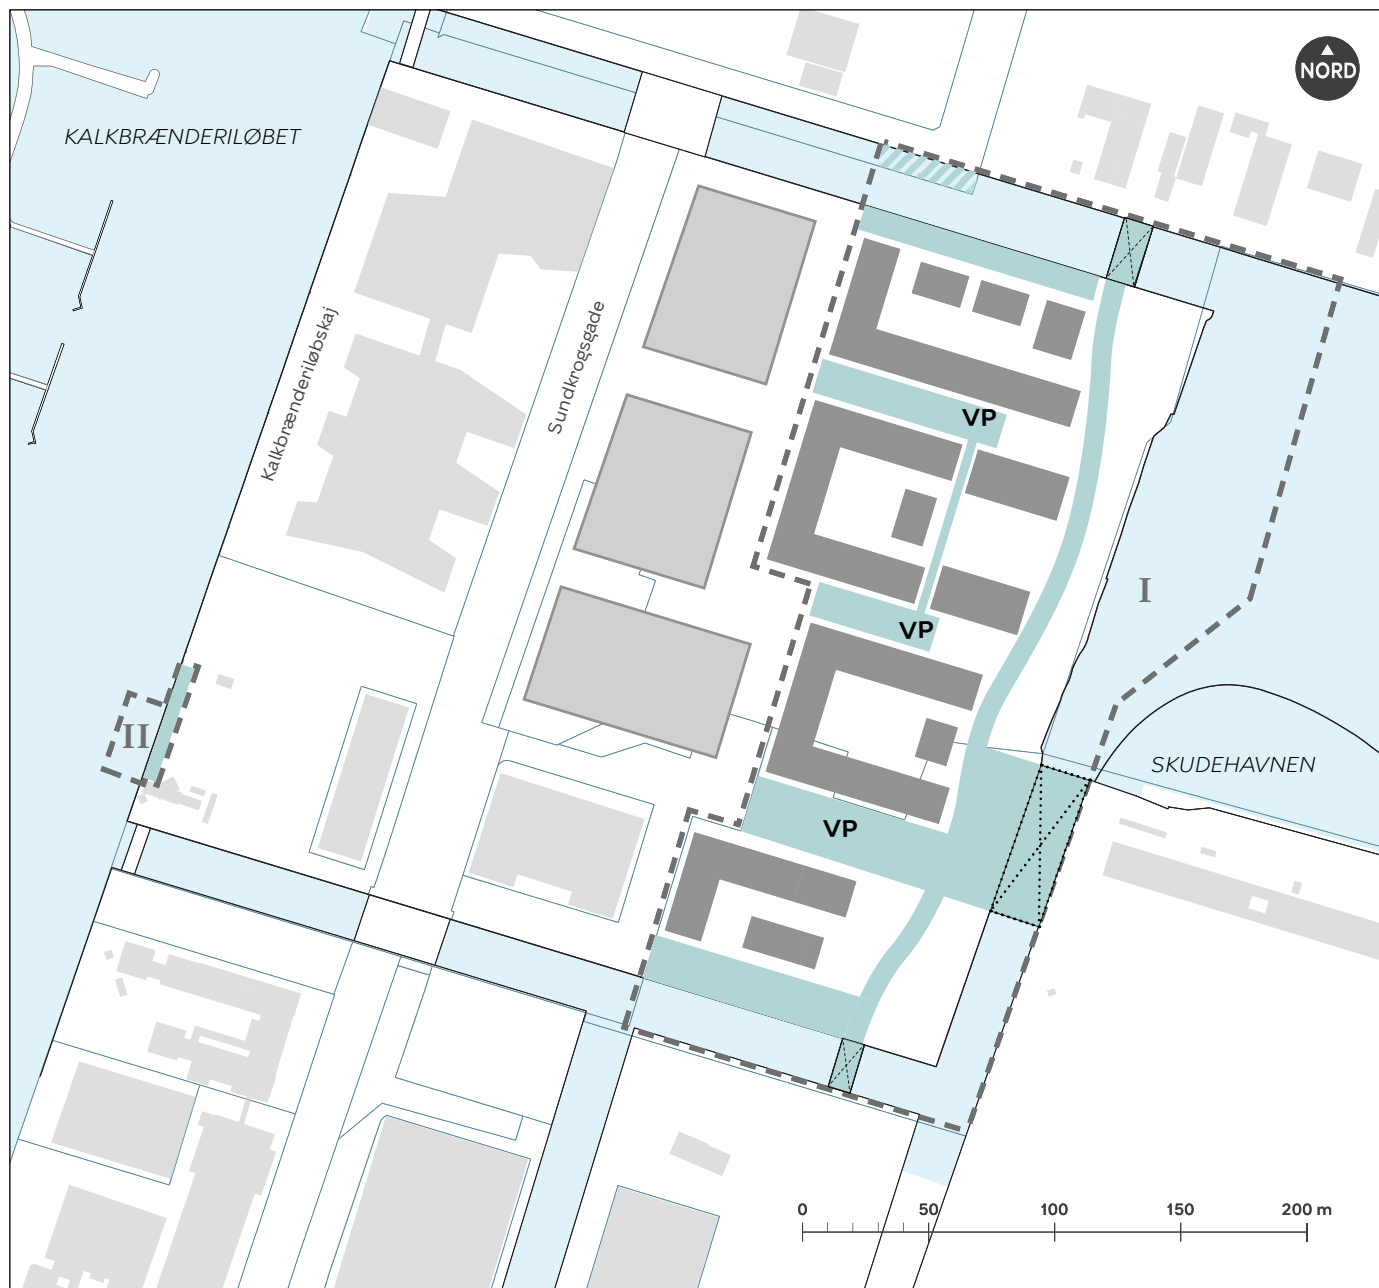 NORD
KALKBRÆNDERILØBET
Kalkbrænderiløbskaj
Sundkrogsgade
VP
I
VP
II
SKUDEHAVNEN
VP
0 50 100 150 200 m